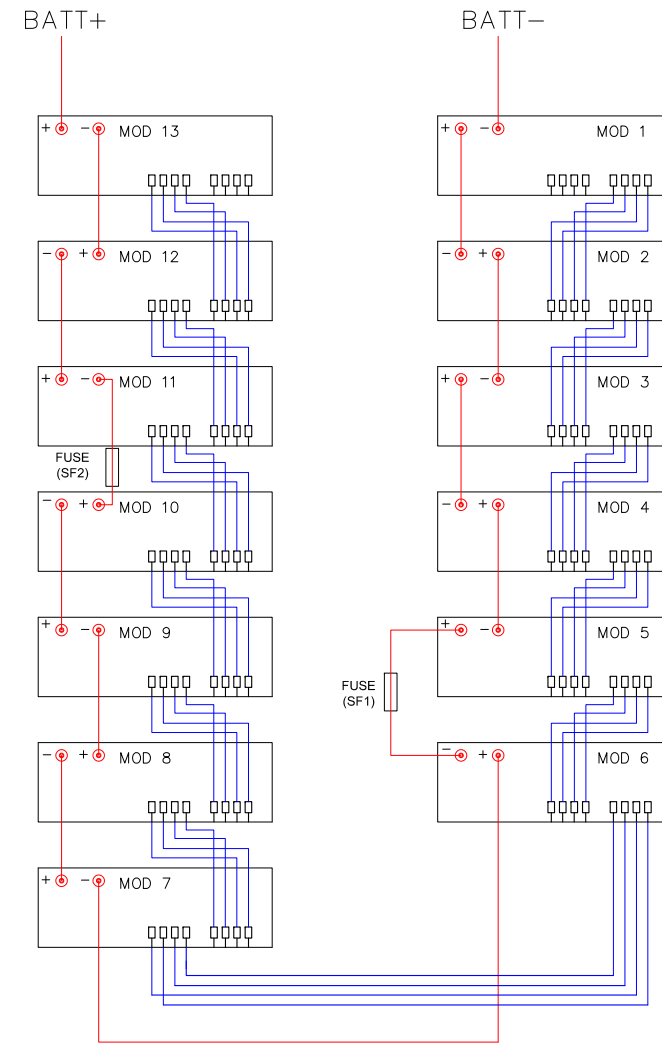 BATT+
BATT−
+ − MOD 13
+ − MOD 1
− + MOD 12
− + MOD 2
+ − MOD 11
+ − MOD 3
FUSE
(SF2)
− + MOD 10
− + MOD 4
+ − MOD 9
+ − MOD 5
FUSE
(SF1)
− + MOD 8
− + MOD 6
+ − MOD 7